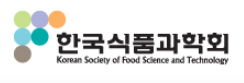 한국식품과학회
Korean Society of Food Science and Technology